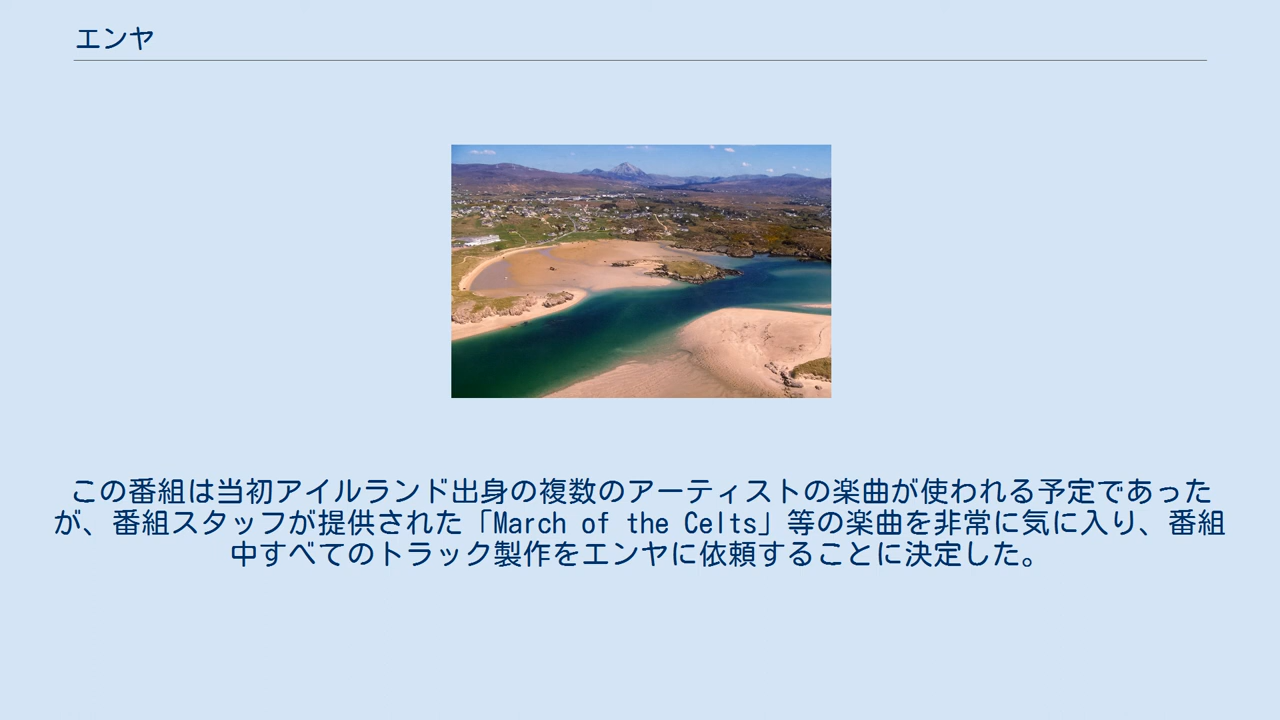 エンヤ
この番組は当初アイルランド出身の複数のアーティストの楽曲が使われる予定であった
が、番組スタッフが提供された「March of the Celts」等の楽曲を非常に気に入り、番組
中すべてのトラック製作をエンヤに依頼することに決定した。